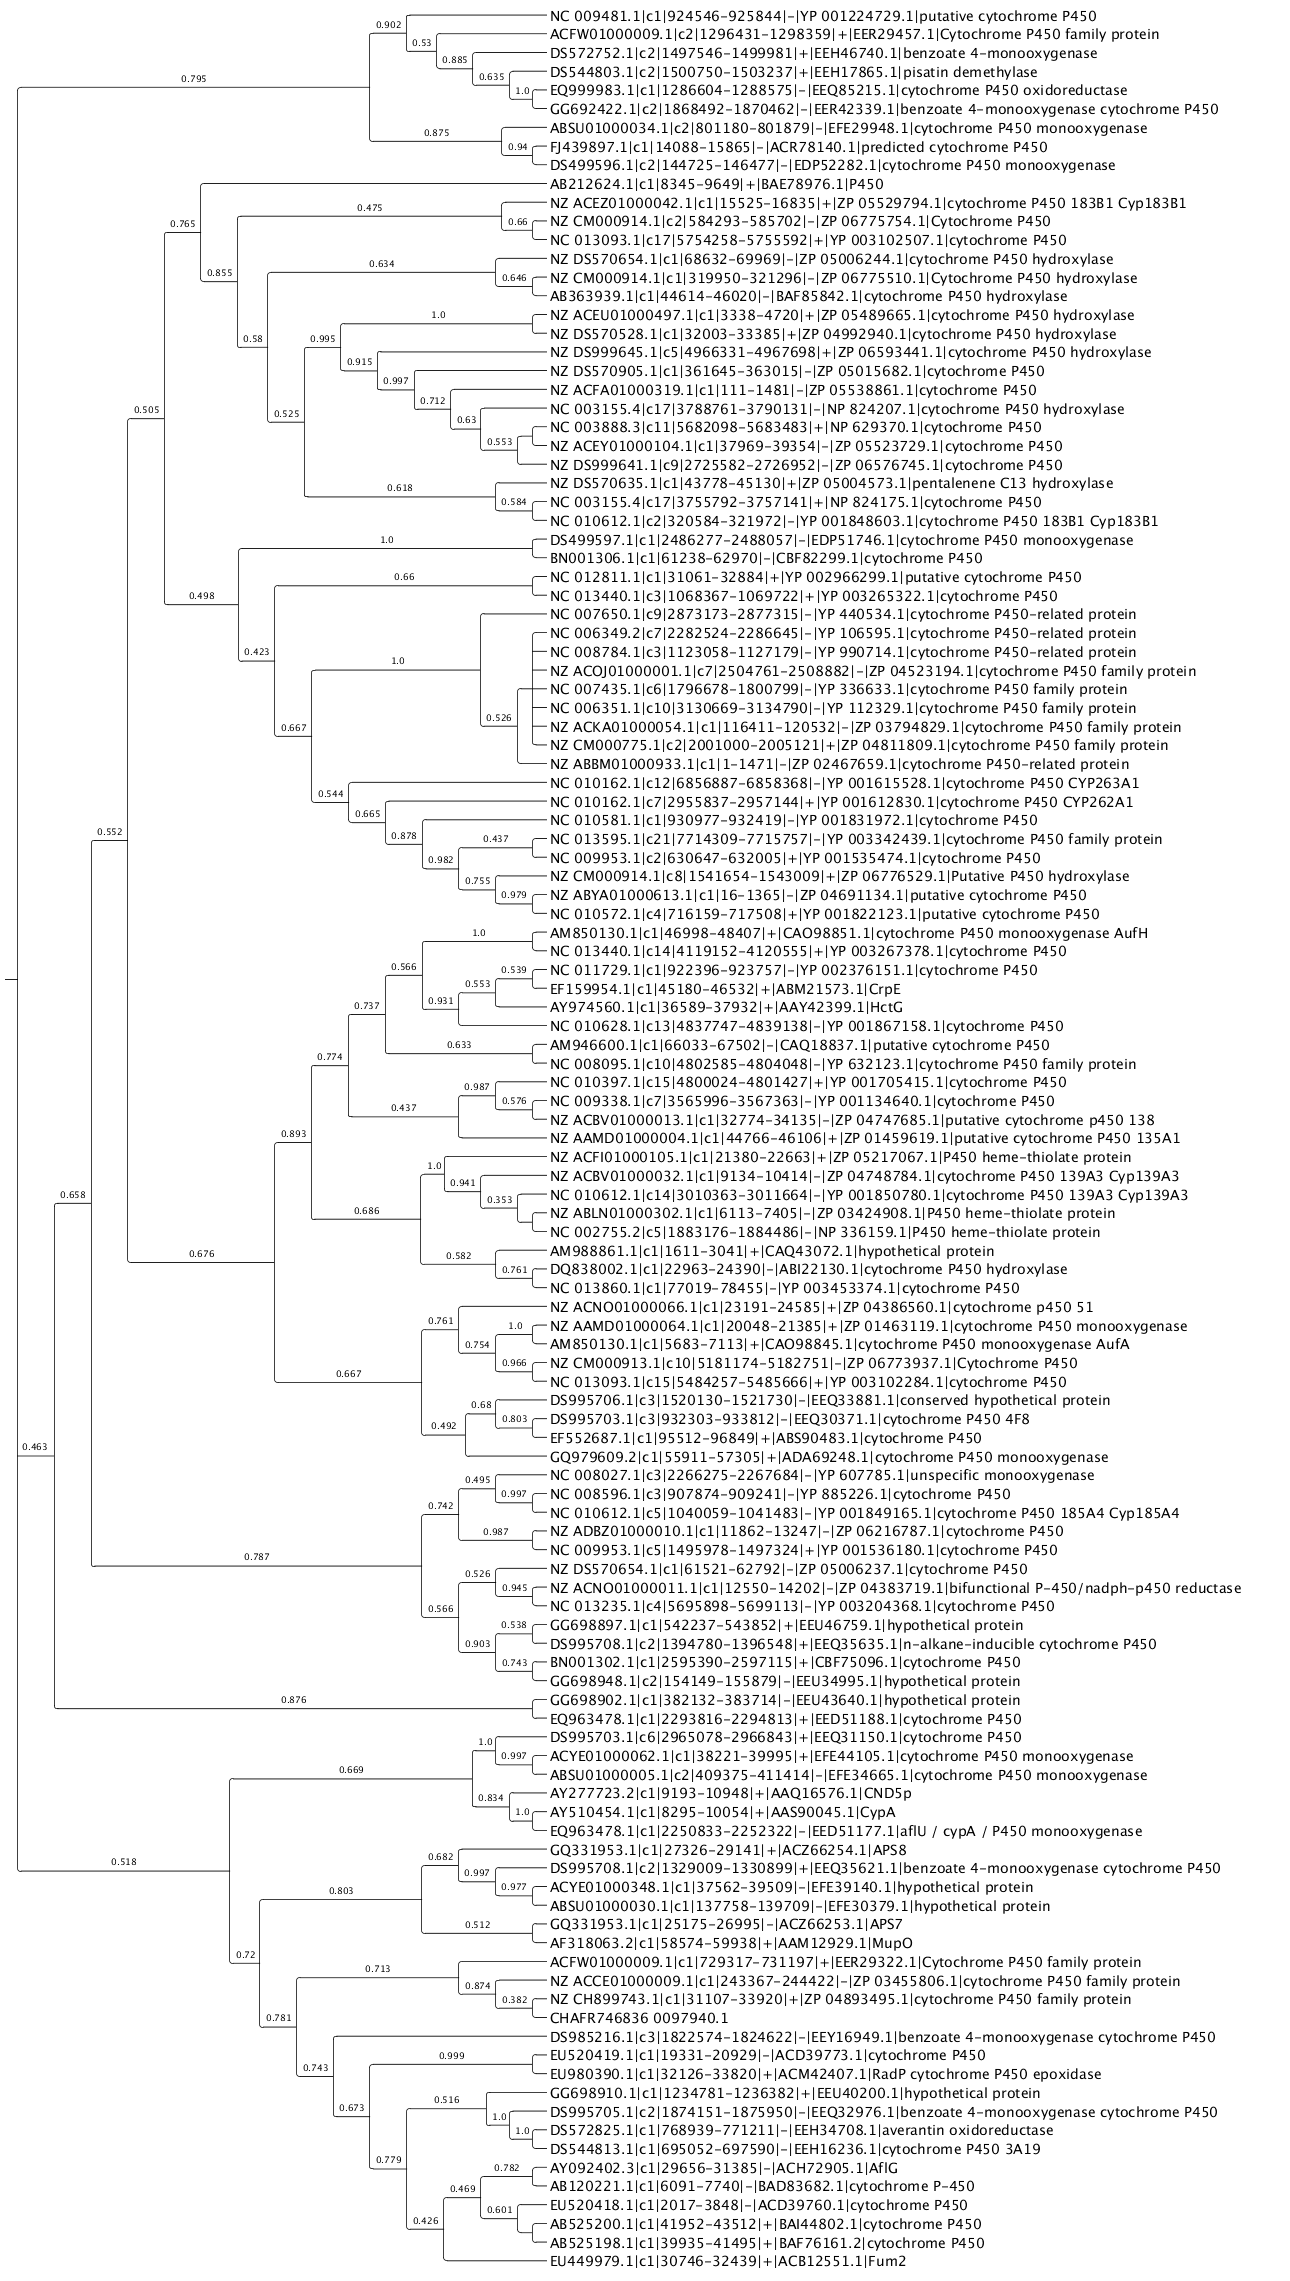 NC 009481.1|c1|924546-925844|-|YP 001224729.1|putative cytochrome P450
0.902
ACFW01000009.1|c2|1296431-1298359|+|EER29457.1|Cytochrome P450 family protein
0.53
DS572752.1|c2|1497546-1499981|+|EEH46740.1|benzoate 4-monooxygenase
0.885
DS544803.1|c2|1500750-1503237|+|EEH17865.1|pisatin demethylase
0.795
0.635
EQ999983.1|c1|1286604-1288575|-|EEQ85215.1|cytochrome P450 oxidoreductase
1.0
GG692422.1|c2|1868492-1870462|-|EER42339.1|benzoate 4-monooxygenase cytochrome P450
ABSU01000034.1|c2|801180-801879|-|EFE29948.1|cytochrome P450 monooxygenase
0.875
FJ439897.1|c1|14088-15865|-|ACR78140.1|predicted cytochrome P450
0.94
DS499596.1|c2|144725-146477|-|EDP52282.1|cytochrome P450 monooxygenase
AB212624.1|c1|8345-9649|+|BAE78976.1|P450
NZ ACEZ01000042.1|c1|15525-16835|+|ZP 05529794.1|cytochrome P450 183B1 Cyp183B1
0.475
0.765
0.66
NZ CM000914.1|c2|584293-585702|-|ZP 06775754.1|Cytochrome P450
NC 013093.1|c17|5754258-5755592|+|YP 003102507.1|cytochrome P450
NZ DS570654.1|c1|68632-69969|-|ZP 05006244.1|cytochrome P450 hydroxylase
0.634
0.855
0.646
NZ CM000914.1|c1|319950-321296|-|ZP 06775510.1|Cytochrome P450 hydroxylase
AB363939.1|c1|44614-46020|-|BAF85842.1|cytochrome P450 hydroxylase
NZ ACEU01000497.1|c1|3338-4720|+|ZP 05489665.1|cytochrome P450 hydroxylase
1.0
NZ DS570528.1|c1|32003-33385|+|ZP 04992940.1|cytochrome P450 hydroxylase
0.58
0.995
NZ DS999645.1|c5|4966331-4967698|+|ZP 06593441.1|cytochrome P450 hydroxylase
0.915
NZ DS570905.1|c1|361645-363015|-|ZP 05015682.1|cytochrome P450
0.997
NZ ACFA01000319.1|c1|111-1481|-|ZP 05538861.1|cytochrome P450
0.712
NC 003155.4|c17|3788761-3790131|-|NP 824207.1|cytochrome P450 hydroxylase
0.505
0.525
0.63
NC 003888.3|c11|5682098-5683483|+|NP 629370.1|cytochrome P450
0.553
NZ ACEY01000104.1|c1|37969-39354|-|ZP 05523729.1|cytochrome P450
NZ DS999641.1|c9|2725582-2726952|-|ZP 06576745.1|cytochrome P450
NZ DS570635.1|c1|43778-45130|+|ZP 05004573.1|pentalenene C13 hydroxylase
0.618
0.584
NC 003155.4|c17|3755792-3757141|+|NP 824175.1|cytochrome P450
NC 010612.1|c2|320584-321972|-|YP 001848603.1|cytochrome P450 183B1 Cyp183B1
DS499597.1|c1|2486277-2488057|-|EDP51746.1|cytochrome P450 monooxygenase
1.0
BN001306.1|c1|61238-62970|-|CBF82299.1|cytochrome P450
NC 012811.1|c1|31061-32884|+|YP 002966299.1|putative cytochrome P450
0.66
0.498
NC 013440.1|c3|1068367-1069722|+|YP 003265322.1|cytochrome P450
NC 007650.1|c9|2873173-2877315|-|YP 440534.1|cytochrome P450-related protein
NC 006349.2|c7|2282524-2286645|-|YP 106595.1|cytochrome P450-related protein
0.423
NC 008784.1|c3|1123058-1127179|-|YP 990714.1|cytochrome P450-related protein
1.0
NZ ACOJ01000001.1|c7|2504761-2508882|-|ZP 04523194.1|cytochrome P450 family protein
NC 007435.1|c6|1796678-1800799|-|YP 336633.1|cytochrome P450 family protein
NC 006351.1|c10|3130669-3134790|-|YP 112329.1|cytochrome P450 family protein
0.667
0.526
NZ ACKA01000054.1|c1|116411-120532|-|ZP 03794829.1|cytochrome P450 family protein
NZ CM000775.1|c2|2001000-2005121|+|ZP 04811809.1|cytochrome P450 family protein
NZ ABBM01000933.1|c1|1-1471|-|ZP 02467659.1|cytochrome P450-related protein
NC 010162.1|c12|6856887-6858368|-|YP 001615528.1|cytochrome P450 CYP263A1
0.544
NC 010162.1|c7|2955837-2957144|+|YP 001612830.1|cytochrome P450 CYP262A1
0.665
NC 010581.1|c1|930977-932419|-|YP 001831972.1|cytochrome P450
0.552
0.878
0.437
NC 013595.1|c21|7714309-7715757|-|YP 003342439.1|cytochrome P450 family protein
0.982
NC 009953.1|c2|630647-632005|+|YP 001535474.1|cytochrome P450
NZ CM000914.1|c8|1541654-1543009|+|ZP 06776529.1|Putative P450 hydroxylase
0.755
0.979
NZ ABYA01000613.1|c1|16-1365|-|ZP 04691134.1|putative cytochrome P450
NC 010572.1|c4|716159-717508|+|YP 001822123.1|putative cytochrome P450
AM850130.1|c1|46998-48407|+|CAO98851.1|cytochrome P450 monooxygenase AufH
1.0
NC 013440.1|c14|4119152-4120555|+|YP 003267378.1|cytochrome P450
0.566
0.539
NC 011729.1|c1|922396-923757|-|YP 002376151.1|cytochrome P450
0.553
EF159954.1|c1|45180-46532|+|ABM21573.1|CrpE
0.737
0.931
AY974560.1|c1|36589-37932|+|AAY42399.1|HctG
NC 010628.1|c13|4837747-4839138|-|YP 001867158.1|cytochrome P450
AM946600.1|c1|66033-67502|-|CAQ18837.1|putative cytochrome P450
0.633
0.774
NC 008095.1|c10|4802585-4804048|-|YP 632123.1|cytochrome P450 family protein
NC 010397.1|c15|4800024-4801427|+|YP 001705415.1|cytochrome P450
0.987
0.576
NC 009338.1|c7|3565996-3567363|-|YP 001134640.1|cytochrome P450
0.437
NZ ACBV01000013.1|c1|32774-34135|-|ZP 04747685.1|putative cytochrome p450 138
0.893
NZ AAMD01000004.1|c1|44766-46106|+|ZP 01459619.1|putative cytochrome P450 135A1
NZ ACFI01000105.1|c1|21380-22663|+|ZP 05217067.1|P450 heme-thiolate protein
1.0
NZ ACBV01000032.1|c1|9134-10414|-|ZP 04748784.1|cytochrome P450 139A3 Cyp139A3
0.941
0.658
0.353
NC 010612.1|c14|3010363-3011664|-|YP 001850780.1|cytochrome P450 139A3 Cyp139A3
0.686
NZ ABLN01000302.1|c1|6113-7405|-|ZP 03424908.1|P450 heme-thiolate protein
NC 002755.2|c5|1883176-1884486|-|NP 336159.1|P450 heme-thiolate protein
0.676
AM988861.1|c1|1611-3041|+|CAQ43072.1|hypothetical protein
0.582
0.761
DQ838002.1|c1|22963-24390|-|ABI22130.1|cytochrome P450 hydroxylase
NC 013860.1|c1|77019-78455|-|YP 003453374.1|cytochrome P450
NZ ACNO01000066.1|c1|23191-24585|+|ZP 04386560.1|cytochrome p450 51
0.761
1.0
NZ AAMD01000064.1|c1|20048-21385|+|ZP 01463119.1|cytochrome P450 monooxygenase
0.754
AM850130.1|c1|5683-7113|+|CAO98845.1|cytochrome P450 monooxygenase AufA
0.966
NZ CM000913.1|c10|5181174-5182751|-|ZP 06773937.1|Cytochrome P450
0.667
NC 013093.1|c15|5484257-5485666|+|YP 003102284.1|cytochrome P450
DS995706.1|c3|1520130-1521730|-|EEQ33881.1|conserved hypothetical protein
0.68
0.803
DS995703.1|c3|932303-933812|-|EEQ30371.1|cytochrome P450 4F8
0.492
EF552687.1|c1|95512-96849|+|ABS90483.1|cytochrome P450
0.463
GQ979609.2|c1|55911-57305|+|ADA69248.1|cytochrome P450 monooxygenase
NC 008027.1|c3|2266275-2267684|-|YP 607785.1|unspecific monooxygenase
0.495
0.997
NC 008596.1|c3|907874-909241|-|YP 885226.1|cytochrome P450
0.742
NC 010612.1|c5|1040059-1041483|-|YP 001849165.1|cytochrome P450 185A4 Cyp185A4
0.987
NZ ADBZ01000010.1|c1|11862-13247|-|ZP 06216787.1|cytochrome P450
NC 009953.1|c5|1495978-1497324|+|YP 001536180.1|cytochrome P450
0.787
NZ DS570654.1|c1|61521-62792|-|ZP 05006237.1|cytochrome P450
0.526
0.945
NZ ACNO01000011.1|c1|12550-14202|-|ZP 04383719.1|bifunctional P-450/nadph-p450 reductase
0.566
NC 013235.1|c4|5695898-5699113|-|YP 003204368.1|cytochrome P450
0.538
GG698897.1|c1|542237-543852|+|EEU46759.1|hypothetical protein
0.903
DS995708.1|c2|1394780-1396548|+|EEQ35635.1|n-alkane-inducible cytochrome P450
0.743
BN001302.1|c1|2595390-2597115|+|CBF75096.1|cytochrome P450
GG698948.1|c2|154149-155879|-|EEU34995.1|hypothetical protein
0.876
GG698902.1|c1|382132-383714|-|EEU43640.1|hypothetical protein
EQ963478.1|c1|2293816-2294813|+|EED51188.1|cytochrome P450
DS995703.1|c6|2965078-2966843|+|EEQ31150.1|cytochrome P450
1.0
0.997
ACYE01000062.1|c1|38221-39995|+|EFE44105.1|cytochrome P450 monooxygenase
0.669
ABSU01000005.1|c2|409375-411414|-|EFE34665.1|cytochrome P450 monooxygenase
0.834
AY277723.2|c1|9193-10948|+|AAQ16576.1|CND5p
1.0
AY510454.1|c1|8295-10054|+|AAS90045.1|CypA
EQ963478.1|c1|2250833-2252322|-|EED51177.1|aflU / cypA / P450 monooxygenase
GQ331953.1|c1|27326-29141|+|ACZ66254.1|APS8
0.518
0.682
0.997
DS995708.1|c2|1329009-1330899|+|EEQ35621.1|benzoate 4-monooxygenase cytochrome P450
0.977
ACYE01000348.1|c1|37562-39509|-|EFE39140.1|hypothetical protein
0.803
ABSU01000030.1|c1|137758-139709|-|EFE30379.1|hypothetical protein
0.512
GQ331953.1|c1|25175-26995|-|ACZ66253.1|APS7
AF318063.2|c1|58574-59938|+|AAM12929.1|MupO
0.72
ACFW01000009.1|c1|729317-731197|+|EER29322.1|Cytochrome P450 family protein
0.713
0.874
NZ ACCE01000009.1|c1|243367-244422|-|ZP 03455806.1|cytochrome P450 family protein
0.382
NZ CH899743.1|c1|31107-33920|+|ZP 04893495.1|cytochrome P450 family protein
0.781
CHAFR746836 0097940.1
DS985216.1|c3|1822574-1824622|-|EEY16949.1|benzoate 4-monooxygenase cytochrome P450
0.743
0.999
EU520419.1|c1|19331-20929|-|ACD39773.1|cytochrome P450
EU980390.1|c1|32126-33820|+|ACM42407.1|RadP cytochrome P450 epoxidase
GG698910.1|c1|1234781-1236382|+|EEU40200.1|hypothetical protein
0.516
0.673
1.0
DS995705.1|c2|1874151-1875950|-|EEQ32976.1|benzoate 4-monooxygenase cytochrome P450
1.0
DS572825.1|c1|768939-771211|-|EEH34708.1|averantin oxidoreductase
DS544813.1|c1|695052-697590|-|EEH16236.1|cytochrome P450 3A19
0.779
0.782
AY092402.3|c1|29656-31385|-|ACH72905.1|AflG
0.469
AB120221.1|c1|6091-7740|-|BAD83682.1|cytochrome P-450
EU520418.1|c1|2017-3848|-|ACD39760.1|cytochrome P450
0.601
0.426
AB525200.1|c1|41952-43512|+|BAI44802.1|cytochrome P450
AB525198.1|c1|39935-41495|+|BAF76161.2|cytochrome P450
EU449979.1|c1|30746-32439|+|ACB12551.1|Fum2